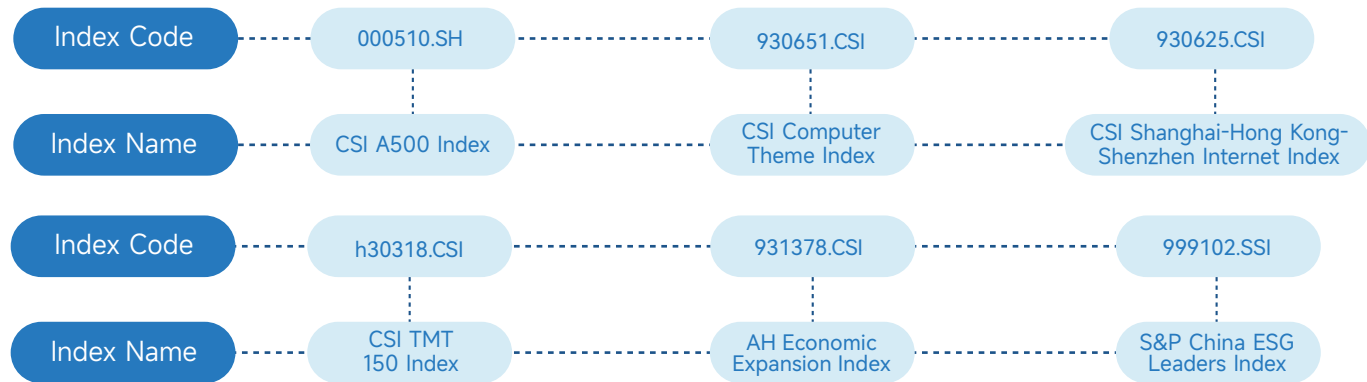 Index Code
000510.SH
930651.CSI
930625.CSI
Index Name
CSI A500 Index
CSI Computer
Theme Index
CSI Shanghai-Hong Kong-
Shenzhen Internet Index
Index Code
h30318.CSI
931378.CSI
999102.SSI
Index Name
CSI TMT
150 Index
AH Economic
Expansion Index
S&P China ESG
Leaders Index